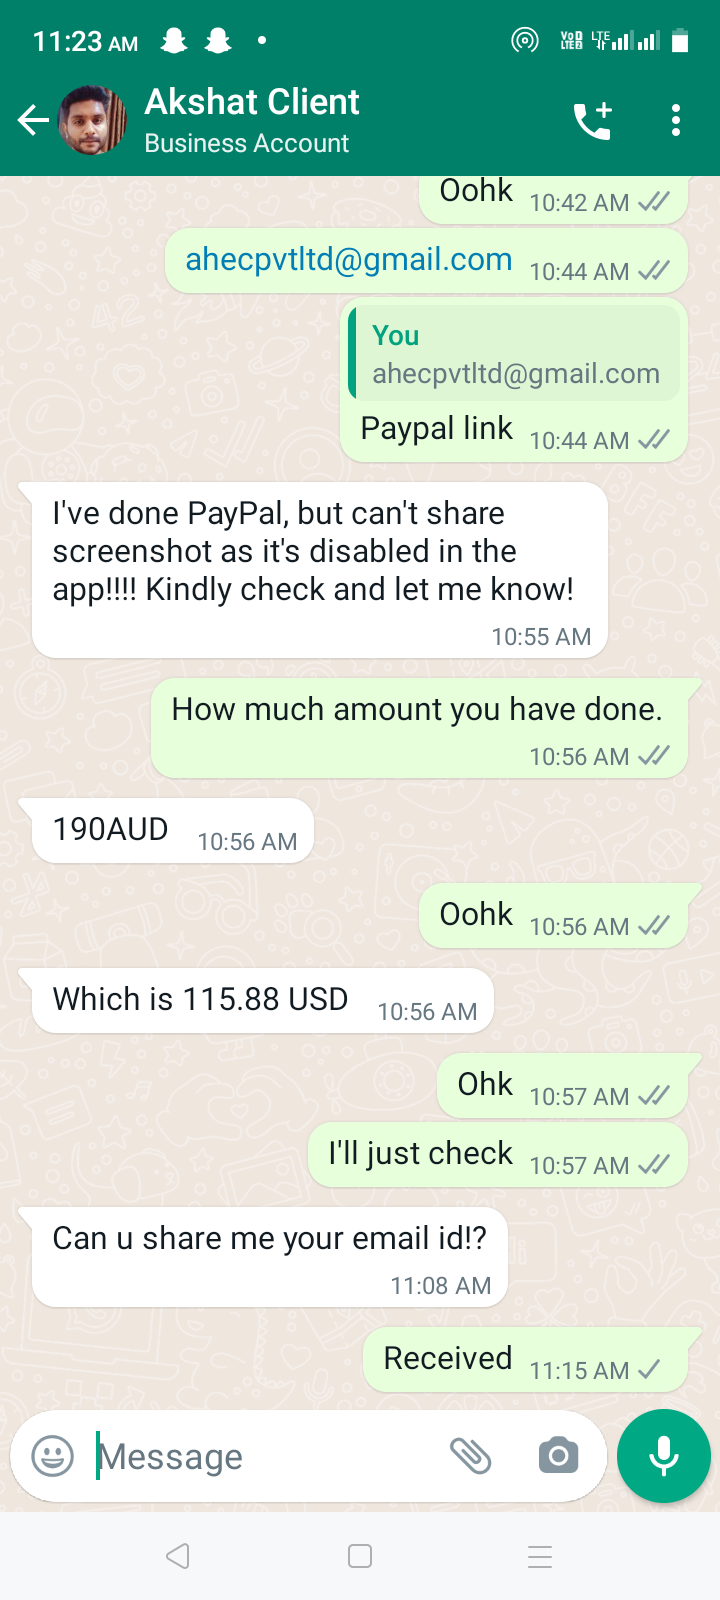 11:23 AM
VoD LTE2 LTE
Akshat Client
Business Account
Oohk 10:42 AM
ahecpvtltd@gmail.com 10:44 AM
You
ahecpvtltd@gmail.com
Paypal link 10:44 AM
I've done PayPal, but can't share
screenshot as it's disabled in the
app!!!! Kindly check and let me know!
10:55 AM
How much amount you have done.
10:56 AM
190AUD 10:56 AM
Oohk 10:56 AM
Which is 115.88 USD 10:56 AM
Ohk 10:57 AM
I'll just check 10:57 AM
Can u share me your email id!?
11:08 AM
Received 11:15 AM
Message